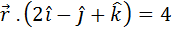 r⃗ . (2î − ĵ + k̂) = 4